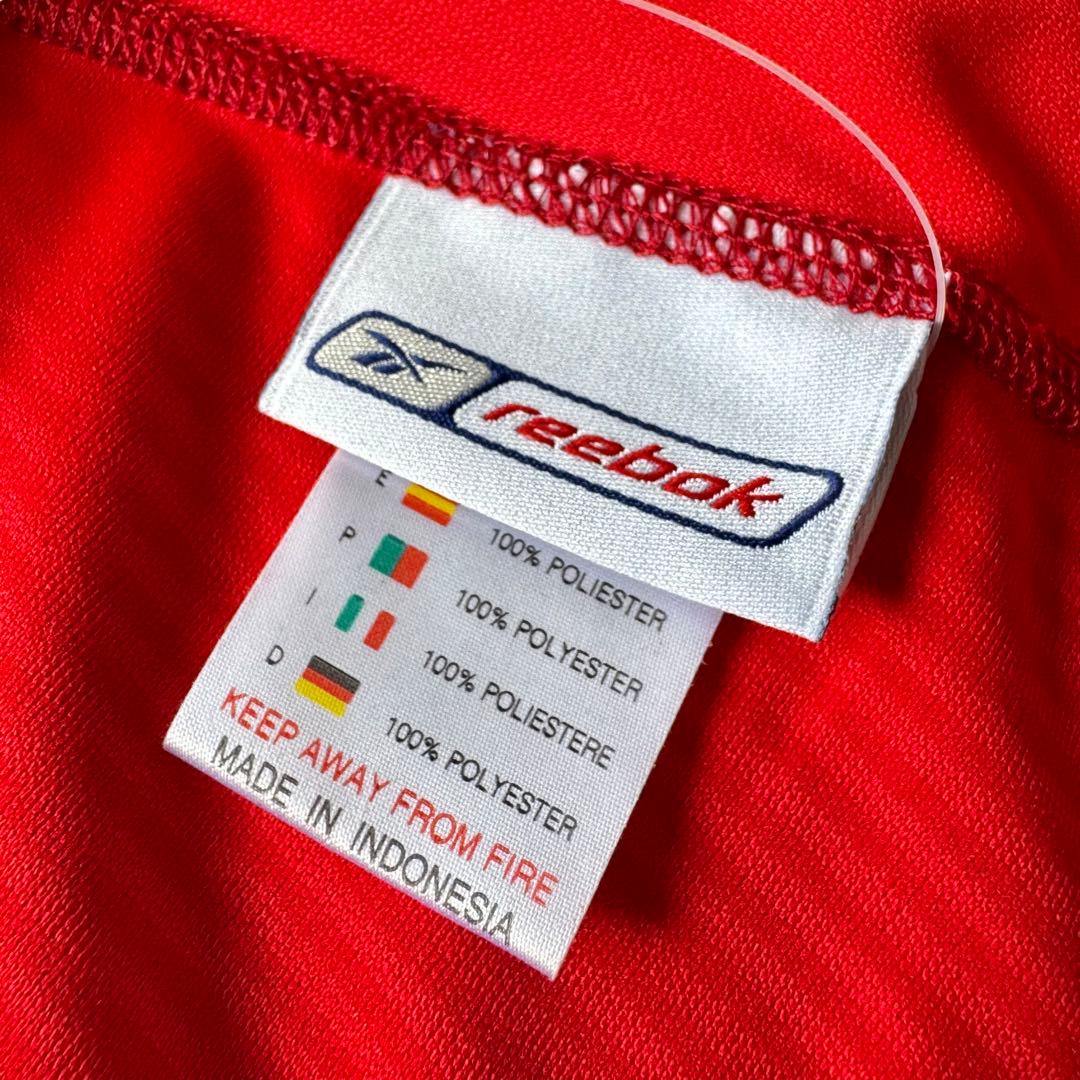 reebok
E 100% POLIESTER
P 100% POLYESTER
I 100% POLIESTERE
D 100% POLYESTER
KEEP AWAY FROM FIRE
MADE IN INDONESIA